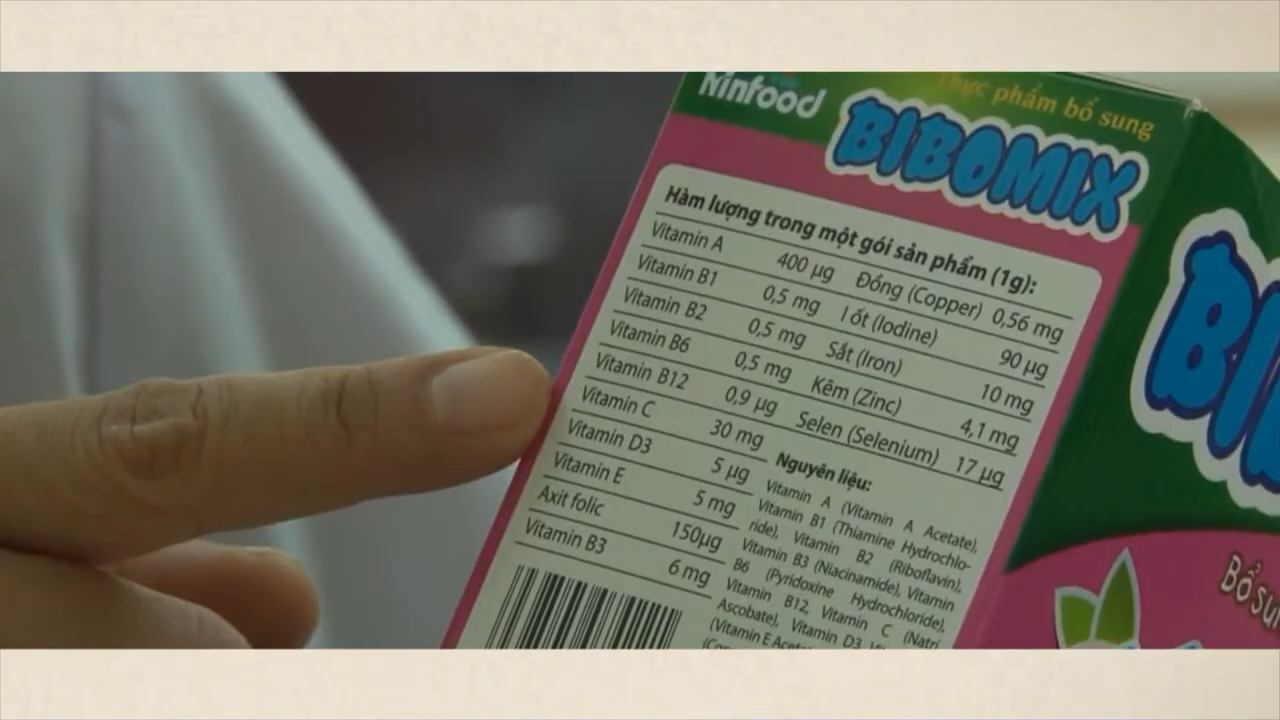 Ninfood
Thực phẩm bổ sung
BIBOMIX
Hàm lượng trong một gói sản phẩm (1g):
Vitamin A 400 µg
Vitamin B1 0,5 mg
Vitamin B2 0,5 mg
Vitamin B6 0,5 mg
Vitamin B12 0,9 µg
Vitamin C 30 mg
Vitamin D3 5 µg
Vitamin E 5 mg
Axit folic 150µg
Vitamin B3 6 mg
Đồng (Copper) 0,56 mg
I ốt (Iodine) 90 µg
Sắt (Iron) 10 mg
Kẽm (Zinc) 4,1 mg
Selen (Selenium) 17 µg
Nguyên liệu:
Vitamin A (Vitamin A Acetate),
Vitamin B1 (Thiamine Hydrochlo-
ride), Vitamin B2 (Riboflavin),
Vitamin B3 (Niacinamide), Vitamin
B6 (Pyridoxine Hydrochloride),
Vitamin B12, Vitamin C (Natri
Ascobate), Vitamin D3,
(Vitamin E
BI
Bổ